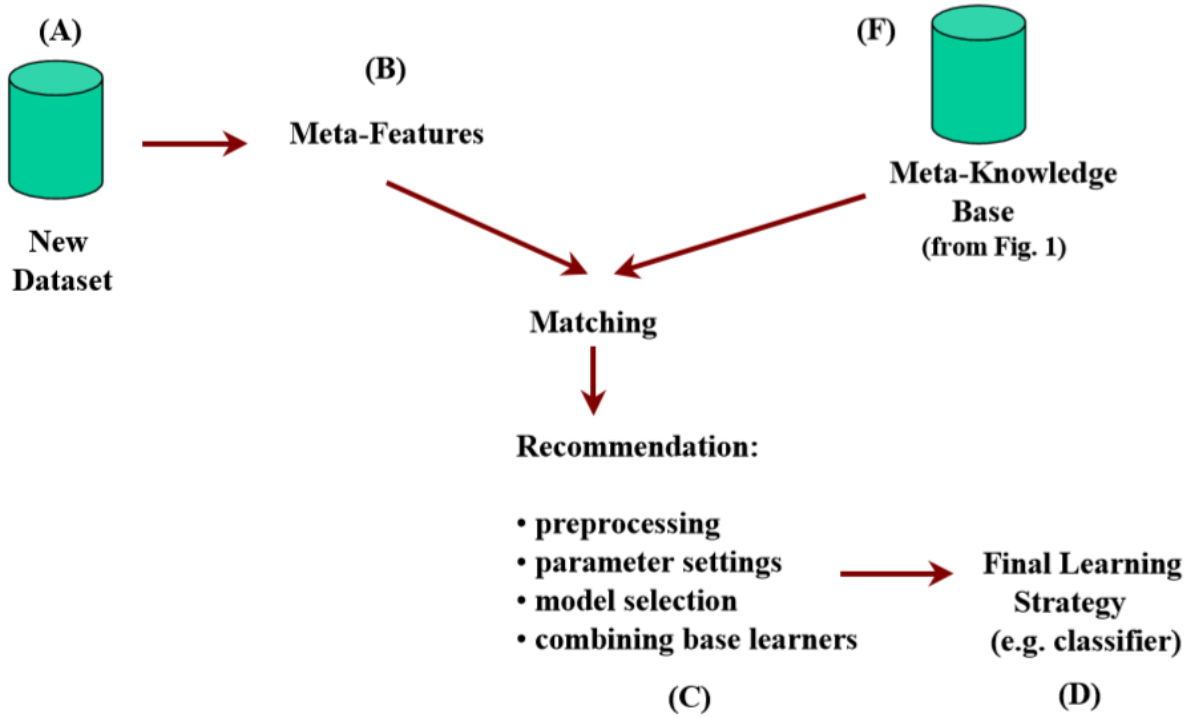 (A)
(F)
(B)
Meta-Features
Meta-Knowledge
Base
(from Fig. 1)
New
Dataset
Matching
Recommendation:
• preprocessing
• parameter settings
• model selection
• combining base learners
(C)
Final Learning
Strategy
(e.g. classifier)
(D)